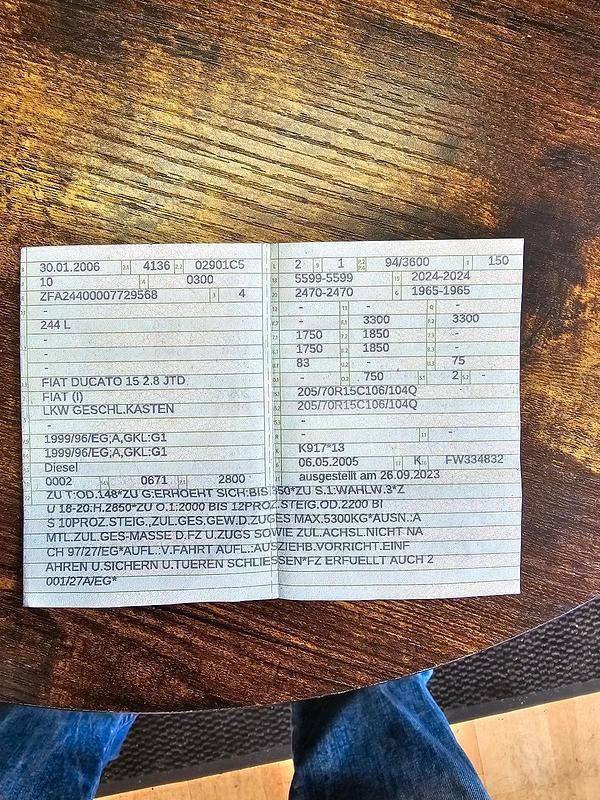 30.01.2006 4136 02901C5
10 0300
ZFA24400007729568 4
-
244 L
-
-
-
FIAT DUCATO 15 2.8 JTD
FIAT (I)
LKW GESCHL.KASTEN
-
1999/96/EG;A,GKL:G1
1999/96/EG;A,GKL:G1
Diesel
0002 0671 2800
2 1 94/3600 150
5599-5599 2024-2024
2470-2470 1965-1965
- - -
- 3300 3300
1750 1850 -
1750 1850 -
83 - 75
- 750 2 -
205/70R15C106/104Q
205/70R15C106/104Q
-
-
- -
K917*13
06.05.2005 K FW334832
ausgestellt am 26.09.2023
ZU T:OD.148*ZU G:ERHOEHT SICH:BIS 350*ZU S.1:WAHLW.3*Z
U 18-20:H.2850*ZU O.1:2000 BIS 12PROZ.STEIG.OD.2200 BI
S 10PROZ.STEIG.,ZUL.GES.GEW.D.ZUGES MAX.5300KG*AUSN.:A
MTL.ZUL.GES-MASSE D.FZ U.ZUGS SOWIE ZUL.ACHSL.NICHT NA
CH 97/27/EG*AUFL.:V.FAHRT AUFL.:AUSZIEHB.VORRICHT.EINF
AHREN U.SICHERN U.TUEREN SCHLIESSEN*FZ ERFUELLT AUCH 2
001/27A/EG*